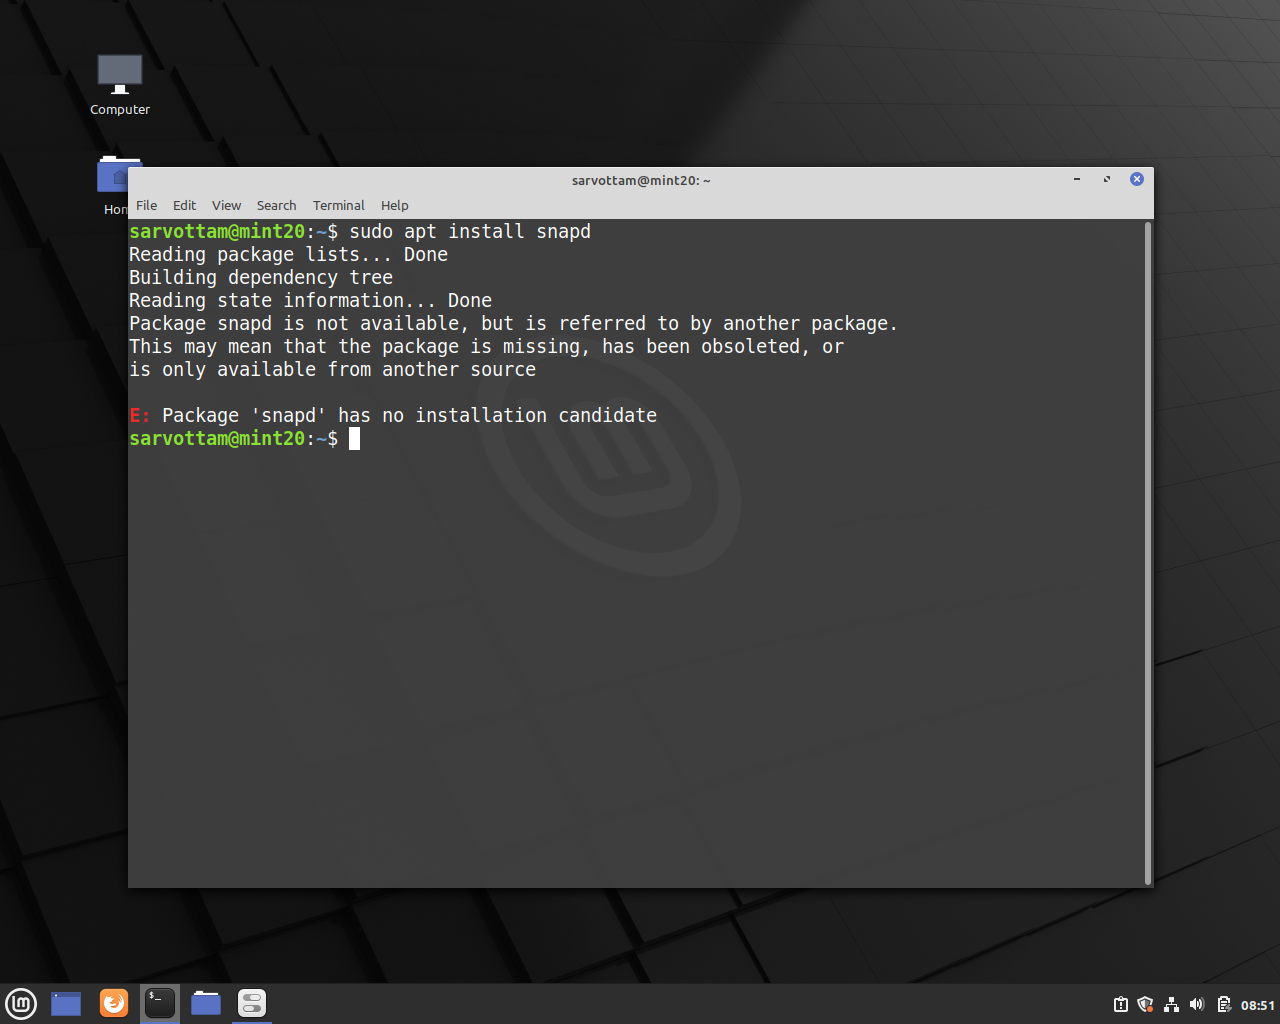 Computer
Hom
sarvottam@mint20: ~
File Edit View Search Terminal Help
sarvottam@mint20:~$ sudo apt install snapd
Reading package lists... Done
Building dependency tree
Reading state information... Done
Package snapd is not available, but is referred to by another package.
This may mean that the package is missing, has been obsoleted, or
is only available from another source
E: Package 'snapd' has no installation candidate
sarvottam@mint20:~$
$_
08:51